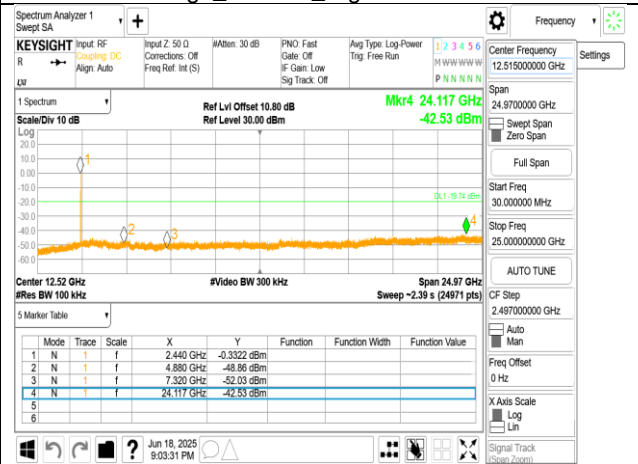 Spectrum Analyzer 1
Swept SA
Frequency
KEYSIGHT Input: RF
R
Coupling: DC
Align: Auto
Input Z: 50 Ω
Corrections: Off
Freq Ref: Int (S)
#Atten: 30 dB
PNO: Fast
Gate: Off
IF Gain: Low
Sig Track: Off
Avg Type: Log-Power
Trig: Free Run
1 2 3 4 5 6
M W W W W W
P N N N N N
Center Frequency
12.515000000 GHz
Settings
1 Spectrum
Scale/Div 10 dB
Ref Lvl Offset 10.80 dB
Ref Level 30.00 dBm
Mkr4 24.117 GHz
-42.53 dBm
Span
24.9700000 GHz
Swept Span
Zero Span
Full Span
Start Freq
30.000000 MHz
Stop Freq
25.000000000 GHz
AUTO TUNE
CF Step
2.497000000 GHz
Auto
Man
Freq Offset
0 Hz
X Axis Scale
Log
Lin
Signal Track
(Span Zoom)
Log
20.0
10.0
0.00
-10.0
-20.0
-30.0
-40.0
-50.0
-60.0
1
2
3
4
DL1 -19.74 dBm
Center 12.52 GHz
#Video BW 300 kHz
Span 24.97 GHz
#Res BW 100 kHz
Sweep ~2.39 s (24971 pts)
5 Marker Table
Mode Trace Scale X Y Function Function Width Function Value
1 N 1 f 2.440 GHz -0.3322 dBm
2 N 1 f 4.880 GHz -48.86 dBm
3 N 1 f 7.320 GHz -52.03 dBm
4 N 1 f 24.117 GHz -42.53 dBm
5
6
Jun 18, 2025
9:03:31 PM